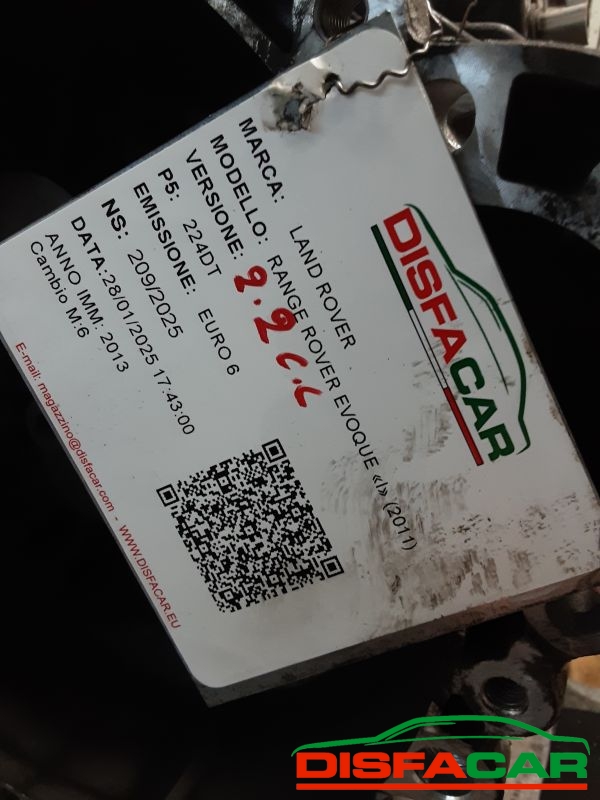 DISFACAR
MARCA: LAND ROVER
MODELLO: RANGE ROVER EVOQUE «I» (2011)
VERSIONE: 2.2 C.C
P5: 224DT
EMISSIONE: EURO 6
NS: 209/2025
DATA:28/01/2025 17:43:00
ANNO IMM: 2013
Cambio M:6
E-mail: magazzino@disfacar.com - WWW.DISFACAR.EU
DISFACAR